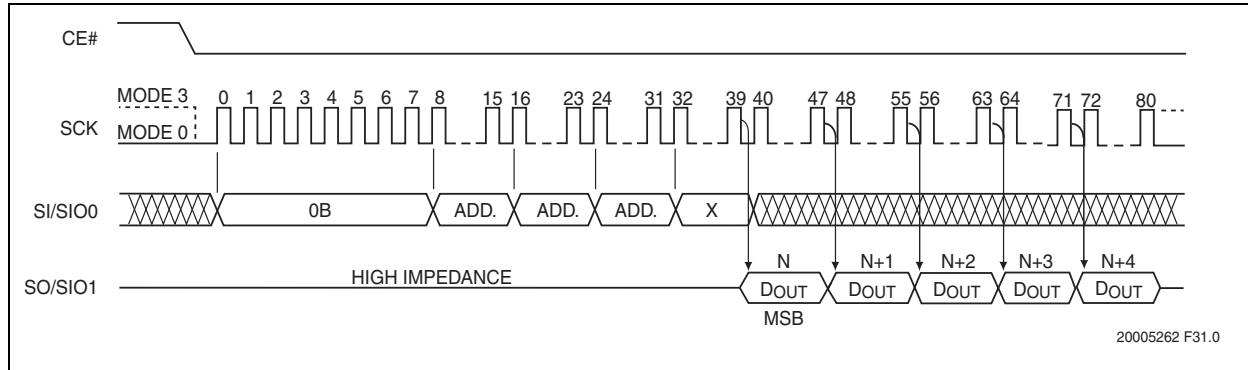 CE#
MODE 3
0 1 2 3 4 5 6 7 8 15 16 23 24 31 32 39 40 47 48 55 56 63 64 71 72 80
SCK
MODE 0
SI/SIO0
0B ADD. ADD. ADD. X
N N+1 N+2 N+3 N+4
SO/SIO1
HIGH IMPEDANCE
DOUT DOUT DOUT DOUT DOUT
MSB
20005262 F31.0